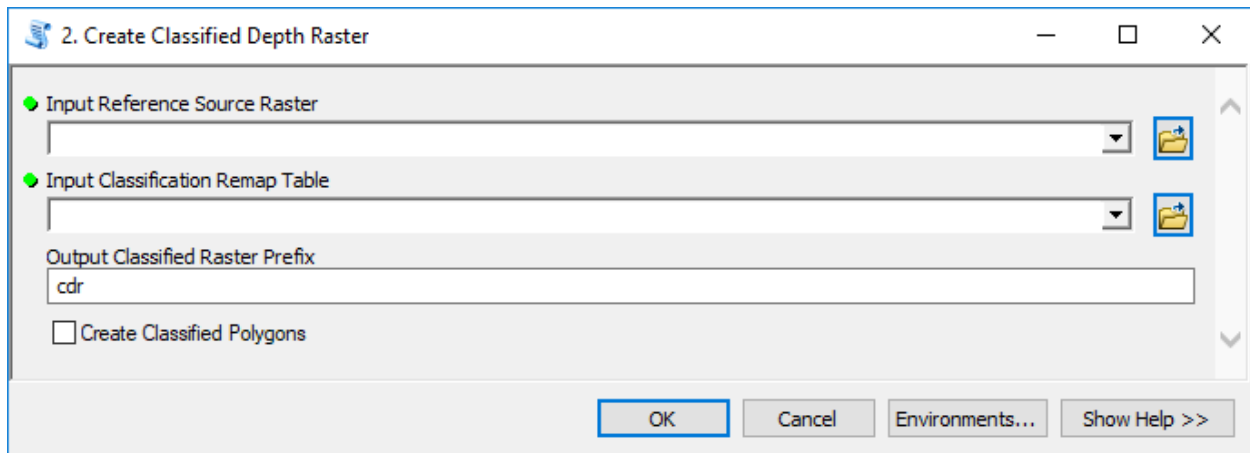 2. Create Classified Depth Raster
Input Reference Source Raster
Input Classification Remap Table
Output Classified Raster Prefix
cdr
Create Classified Polygons
OK Cancel Environments... Show Help >>